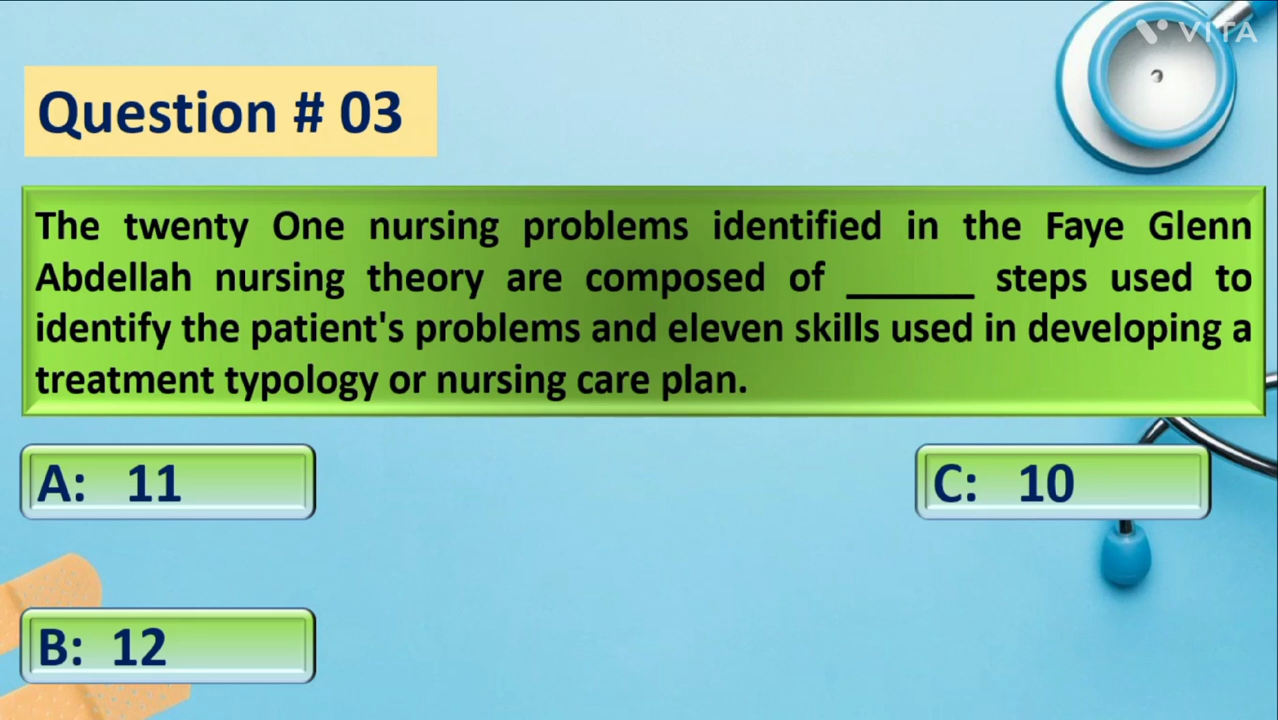 VITA
Question # 03
The twenty One nursing problems identified in the Faye Glenn
Abdellah nursing theory are composed of ______ steps used to
identify the patient's problems and eleven skills used in developing a
treatment typology or nursing care plan.
A: 11
C: 10
B: 12